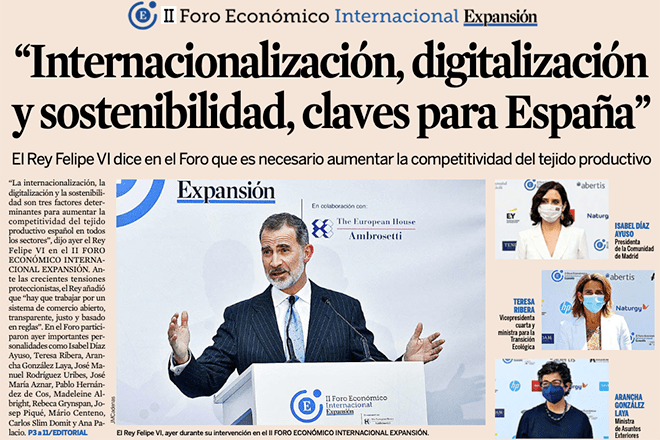 II Foro Económico Internacional Expansión
“Internacionalización, digitalización
y sostenibilidad, claves para España”
El Rey Felipe VI dice en el Foro que es necesario aumentar la competitividad del tejido productivo
“La internacionalización, la
digitalización y la sostenibili-
dad son tres factores deter-
minantes para aumentar la
competitividad del tejido
productivo español en todos
los sectores”, dijo ayer el Rey
Felipe VI en el II FORO
ECONÓMICO INTERNA-
CIONAL EXPANSIÓN. An-
te las crecientes tensiones
proteccionistas, el Rey añadió
que “hay que trabajar por un
sistema de comercio abierto,
transparente, justo y basado
en reglas”. En el Foro partici-
paron ayer importantes per-
sonalidades como Isabel Díaz
Ayuso, Teresa Ribera, Aran-
cha González Laya, José Ma-
nuel Rodríguez Uribes, José
María Aznar, Pablo Hernán-
dez de Cos, Madeleine Al-
bright, Rebeca Grynspan, Jo-
sep Piqué, Mário Centeno,
Carlos Slim Domit y Ana Pa-
lacio. P3 a 11/EDITORIAL
Expansión
En colaboración con:
The European House
Ambrosetti
II Foro Económico
Internacional
Expansión
El Rey Felipe VI, ayer durante su intervención en el II FORO ECONÓMICO INTERNACIONAL EXPANSIÓN.
abertis
EY
Naturgy
ISABEL DÍAZ
AYUSO
Presidenta
de la Comunidad
de Madrid
TERESA
RIBERA
Vicepresidenta
cuarta y
ministra para la
Transición
Ecológica
abertis
hp
Naturgy
ARANCHA
GONZÁLEZ
LAYA
Ministra
de Asuntos
Exteriores
hp